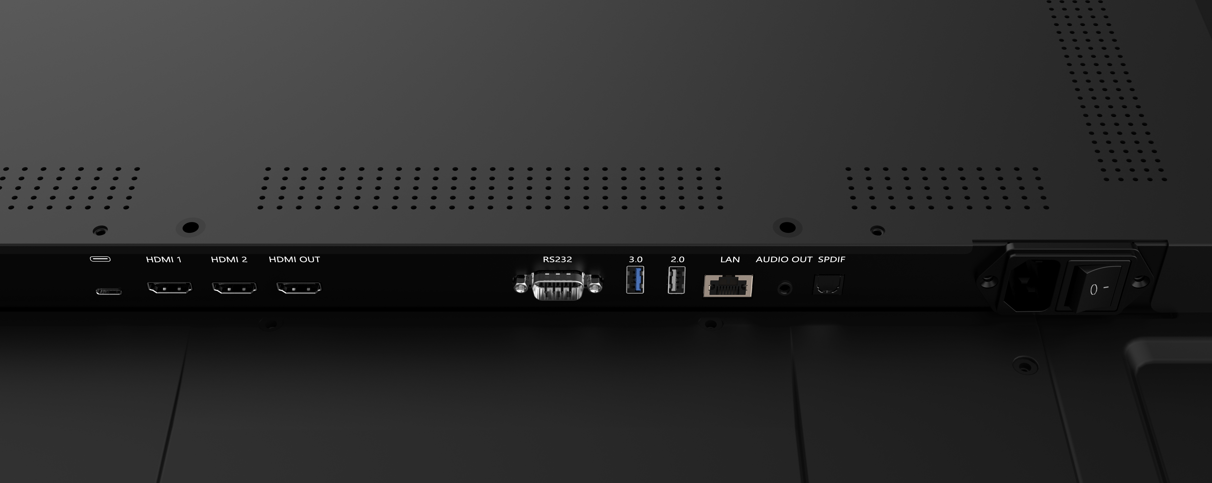 HDMI 1
HDMI 2
HDMI OUT
RS232
3.0
2.0
LAN
AUDIO OUT
SPDIF
O -